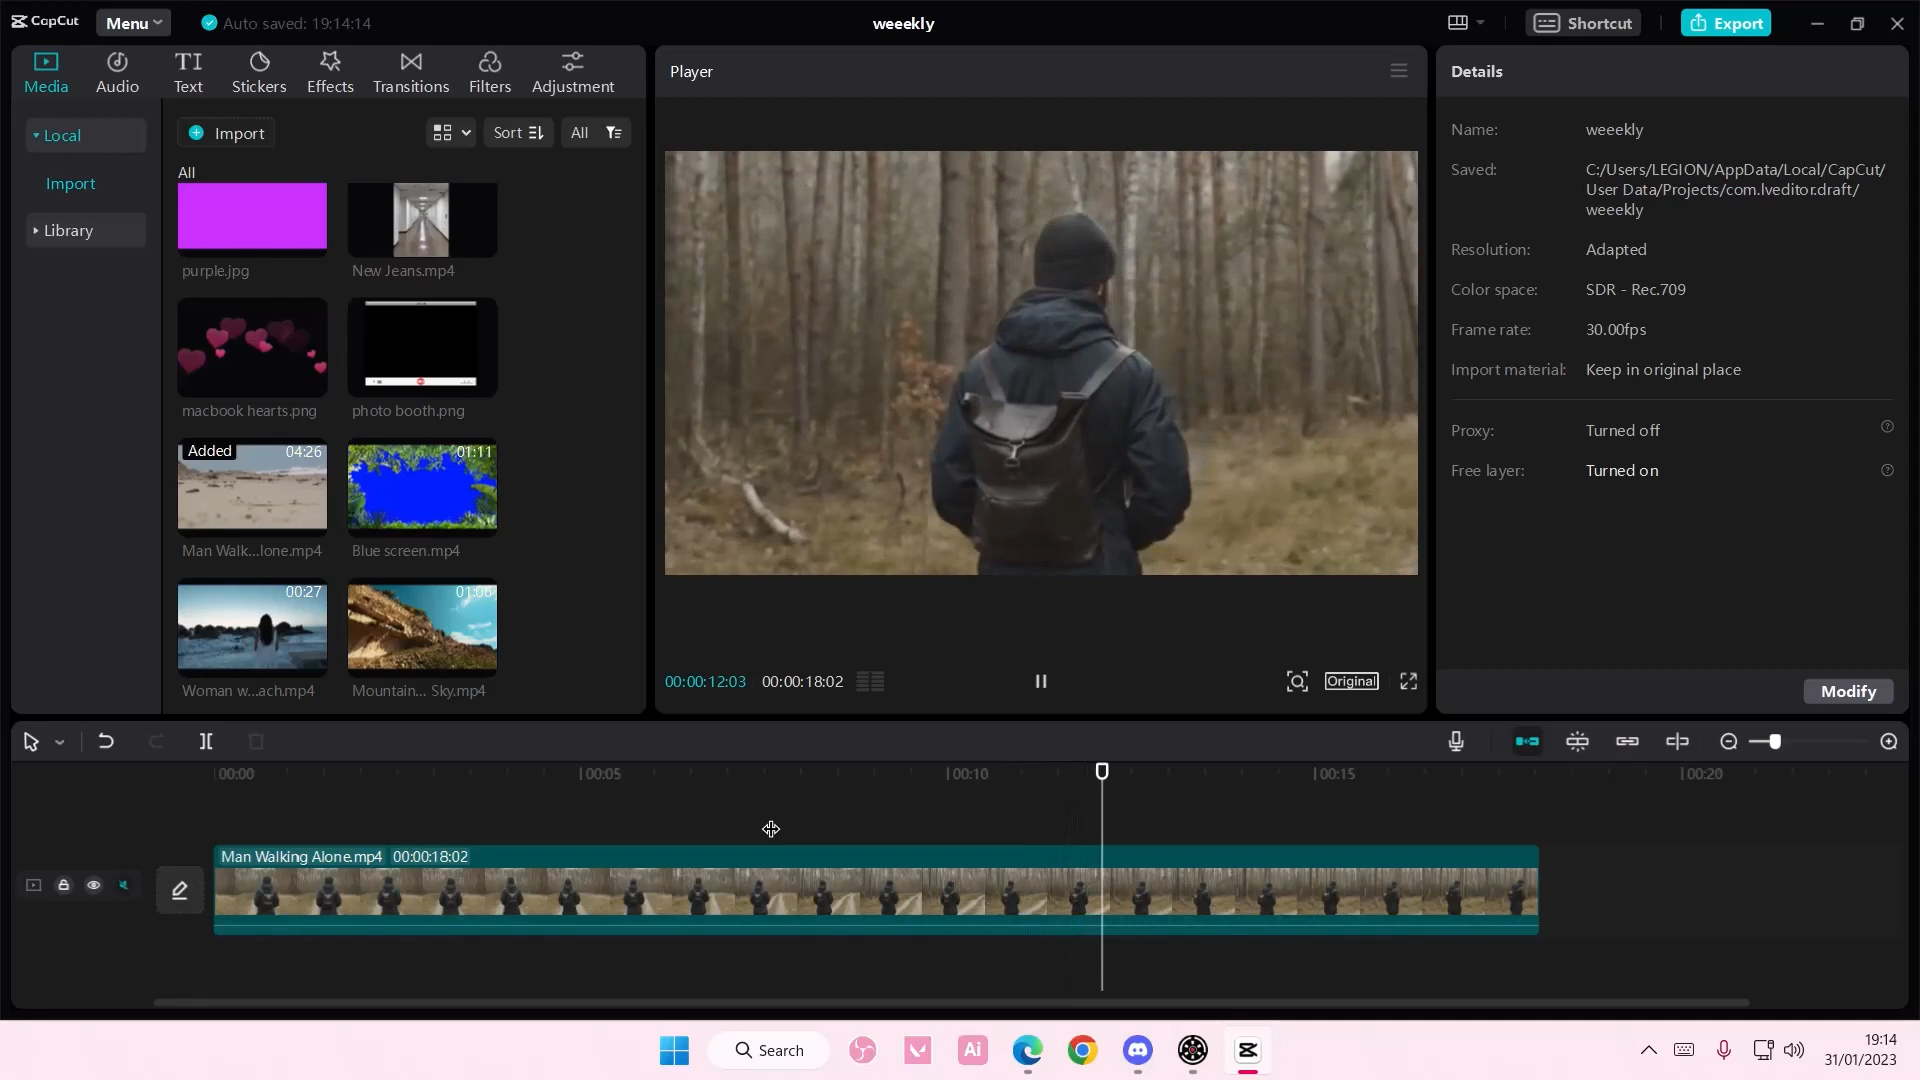 CapCut
Menu
Auto saved: 19:14:14
weeekly
Shortcut
Export
Media
Audio
TI
Text
Stickers
Effects
Transitions
Filters
Adjustment
Player
Details
Local
Import
Library
Import
Sort
All
All
purple.jpg
New Jeans.mp4
macbook hearts.png
photo booth.png
Added
04:26
01:11
Man Walk...lone.mp4
Blue screen.mp4
00:27
01:06
Woman w...ach.mp4
Mountain... Sky.mp4
00:00:12:03
00:00:18:02
Original
Name:
weeekly
Saved:
C:/Users/LEGION/AppData/Local/CapCut/
User Data/Projects/com.lveditor.draft/
weeekly
Resolution:
Adapted
Color space:
SDR - Rec.709
Frame rate:
30.00fps
Import material:
Keep in original place
Proxy:
Turned off
Free layer:
Turned on
Modify
00:00
00:05
00:10
00:15
00:20
Man Walking Alone.mp4 00:00:18:02
Search
Ai
19:14
31/01/2023